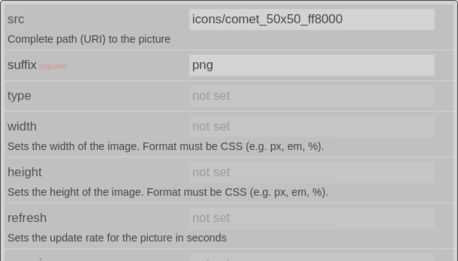 src icons/comet_50x50_ff8000
Complete path (URI) to the picture
suffix required png
type not set
width not set
Sets the width of the image. Format must be CSS (e.g. px, em, %).
height not set
Sets the height of the image. Format must be CSS (e.g. px, em, %).
refresh not set
Sets the update rate for the picture in seconds